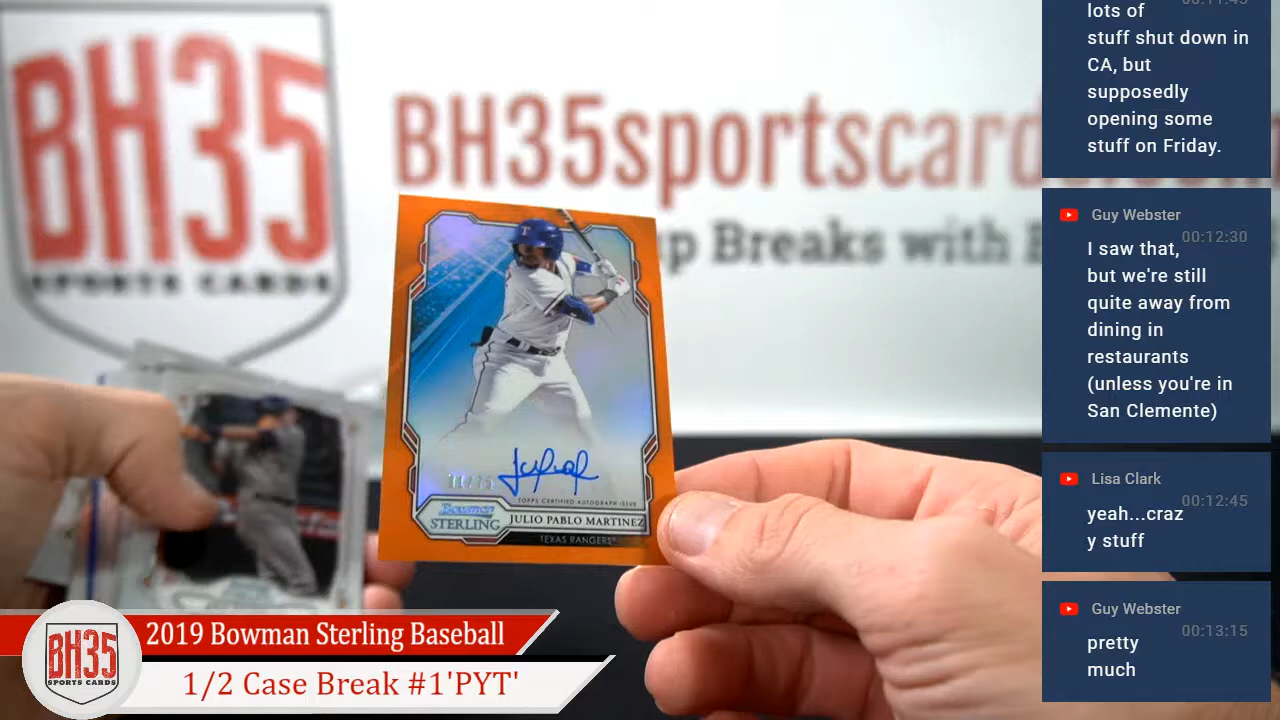 BH35
SPORTS CARDS
BH35sportscard
p Breaks with
T
TOPPS CERTIFIED AUTOGRAPH ISSUE
Bowman
STERLING
JULIO PABLO MARTINEZ
TEXAS RANGERS
BH35
SPORTS CARDS
2019 Bowman Sterling Baseball
1/2 Case Break #1'PYT'
lots of
stuff shut down in
CA, but
supposedly
opening some
stuff on Friday.
Guy Webster
00:12:30
I saw that,
but we're still
quite away from
dining in
restaurants
(unless you're in
San Clemente)
Lisa Clark
00:12:45
yeah...craz
y stuff
Guy Webster
00:13:15
pretty
much